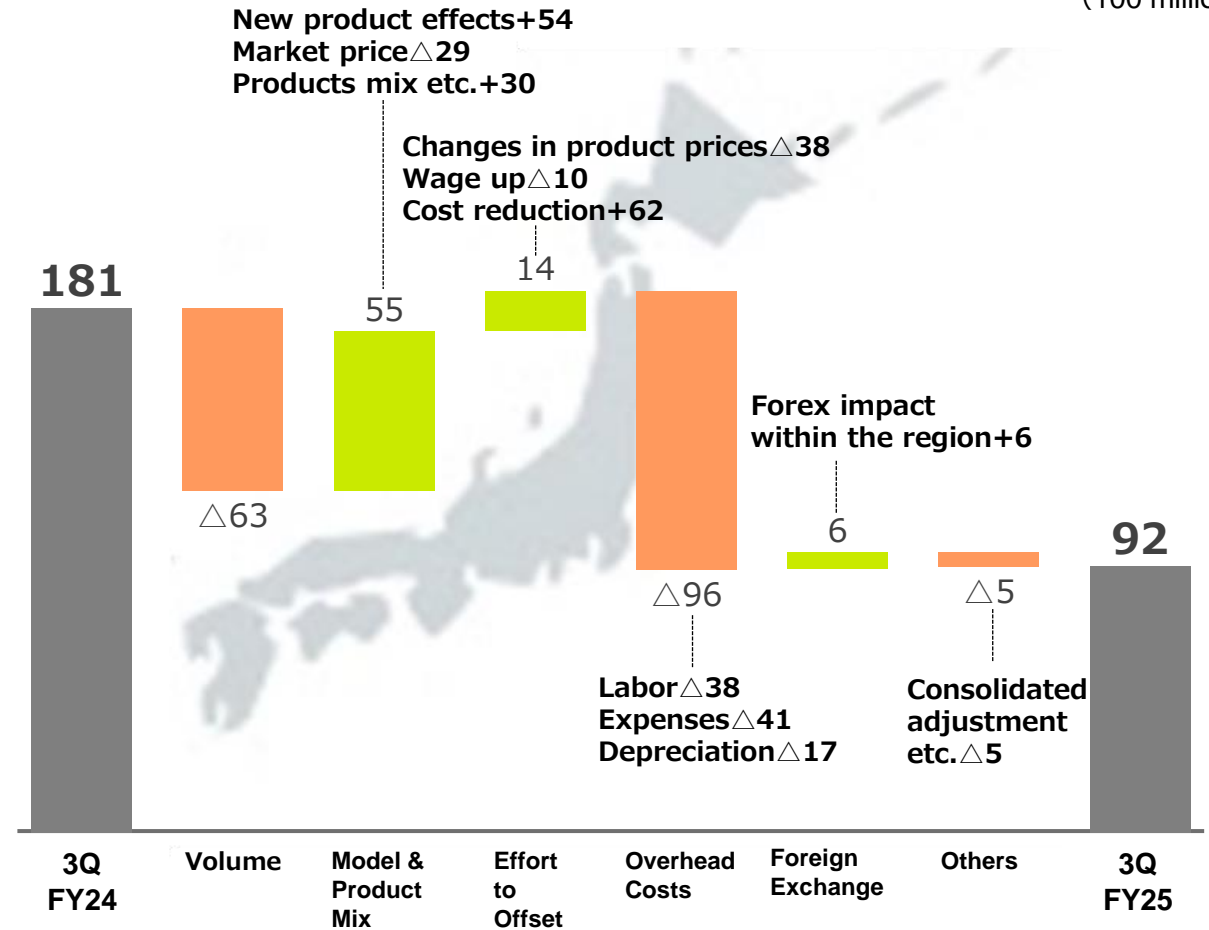 (100 millio
New product effects+54
Market price△29
Products mix etc.+30
Changes in product prices△38
Wage up△10
Cost reduction+62
181
55
14
△63
Forex impact
within the region+6
6
△96
△5
92
Labor△38
Expenses△41
Depreciation△17
Consolidated
adjustment
etc.△5
3Q
FY24
Volume
Model &
Product
Mix
Effort
to
Offset
Overhead
Costs
Foreign
Exchange
Others
3Q
FY25